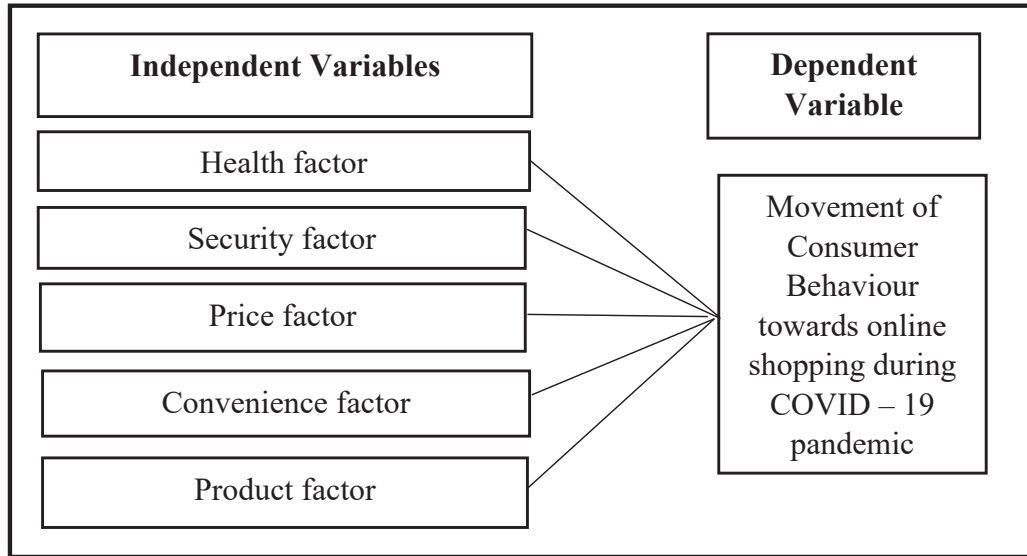 Independent Variables
Health factor
Security factor
Price factor
Convenience factor
Product factor
Dependent
Variable
Movement of
Consumer
Behaviour
towards online
shopping during
COVID – 19
pandemic